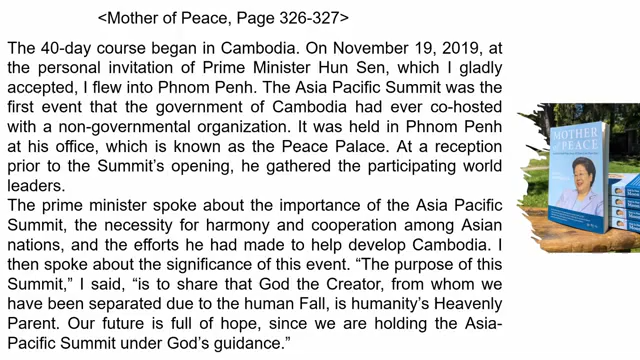 <Mother of Peace, Page 326-327>
The 40-day course began in Cambodia. On November 19, 2019, at
the personal invitation of Prime Minister Hun Sen, which I gladly
accepted, I flew into Phnom Penh. The Asia Pacific Summit was the
first event that the government of Cambodia had ever co-hosted
with a non-governmental organization. It was held in Phnom Penh
at his office, which is known as the Peace Palace. At a reception
prior to the Summit's opening, he gathered the participating world
leaders.
The prime minister spoke about the importance of the Asia Pacific
Summit, the necessity for harmony and cooperation among Asian
nations, and the efforts he had made to help develop Cambodia. I
then spoke about the significance of this event. “The purpose of this
Summit,” I said, “is to share that God the Creator, from whom we
have been separated due to the human Fall, is humanity's Heavenly
Parent. Our future is full of hope, since we are holding the Asia-
Pacific Summit under God's guidance.”
MOTHER
of PEACE